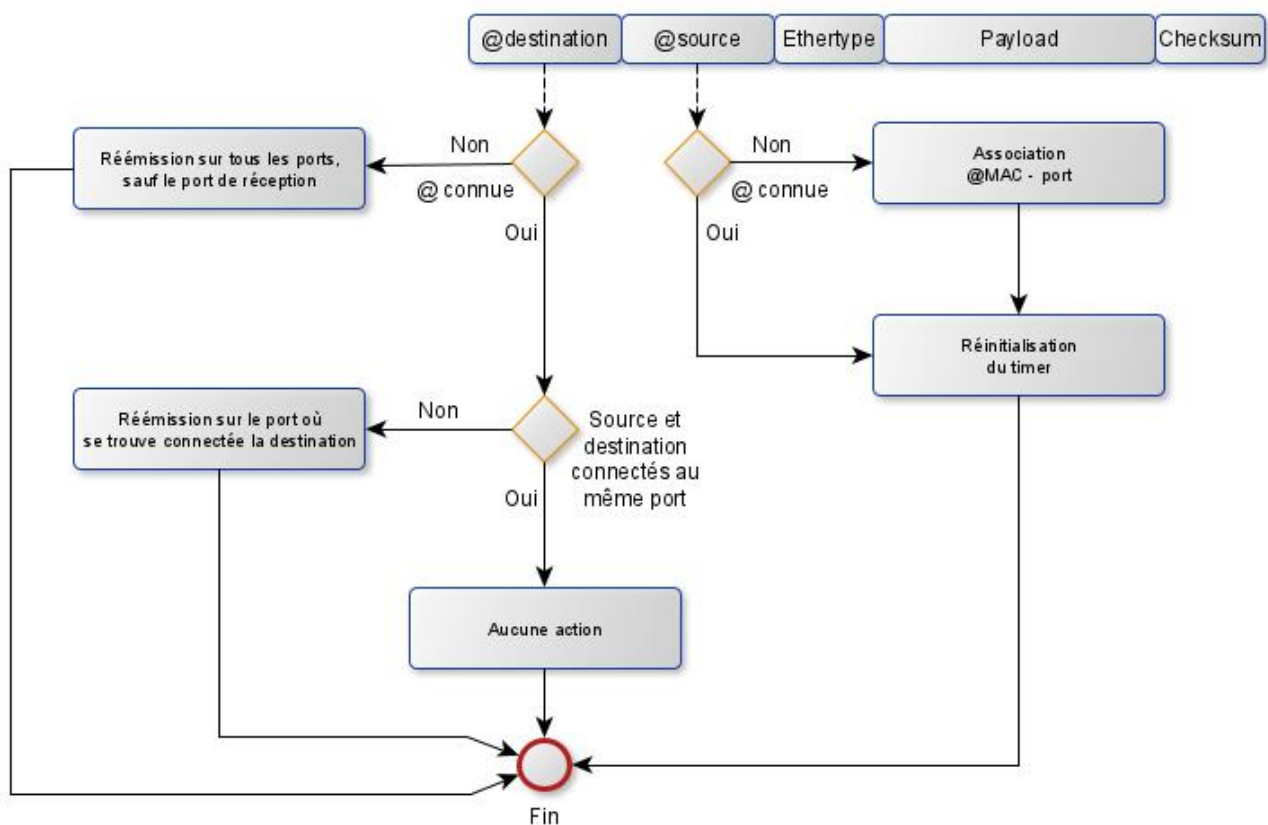 @destination
@source
Ethertype
Payload
Checksum
Non
@ connue
Oui
Réémission sur tous les ports,
sauf le port de réception
Non
@ connue
Oui
Association
@MAC - port
Réinitialisation
du timer
Réémission sur le port où
se trouve connectée la destination
Non
Source et
destination
connectés au
même port
Oui
Aucune action
Fin